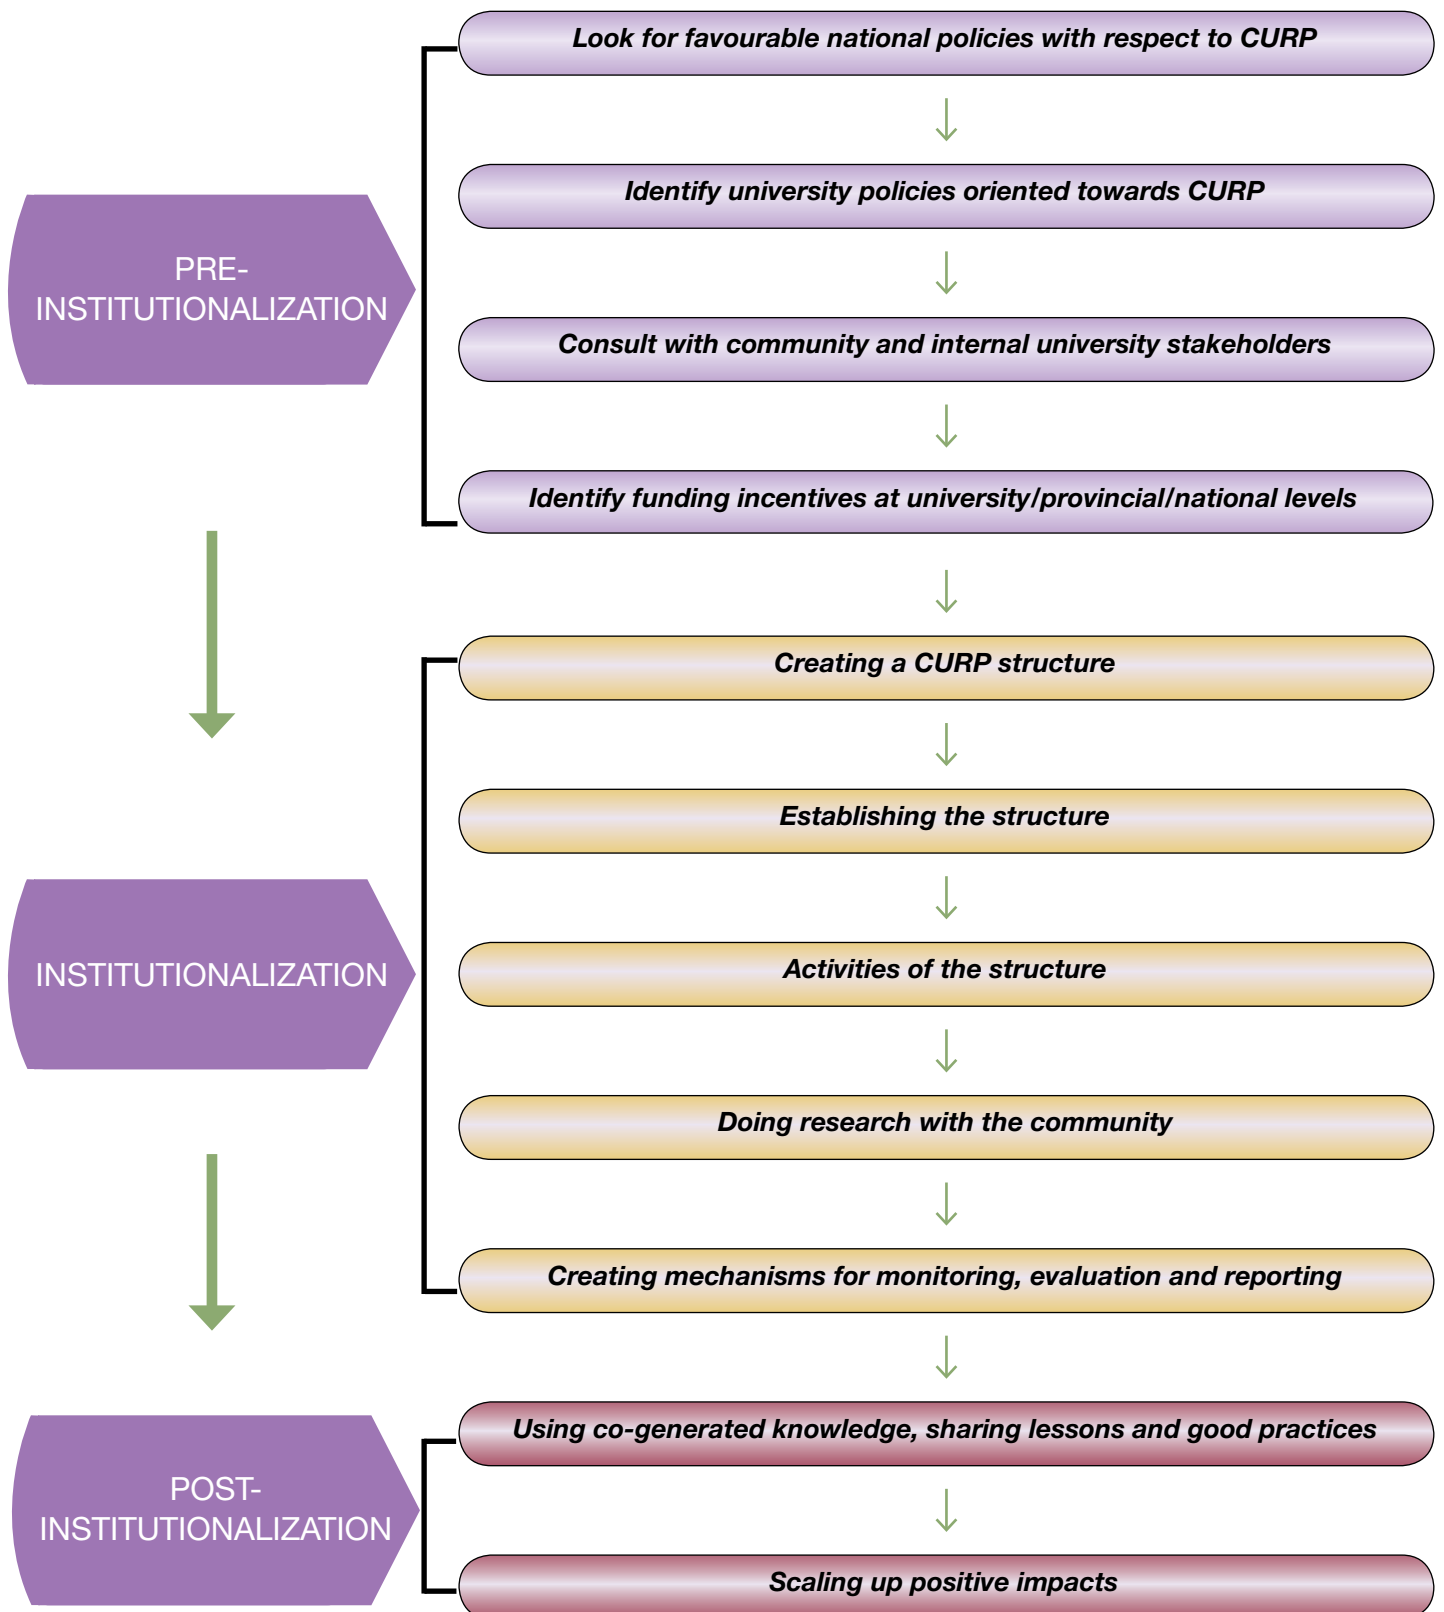 Look for favourable national policies with respect to CURP
Identify university policies oriented towards CURP
PRE-
INSTITUTIONALIZATION
Consult with community and internal university stakeholders
Identify funding incentives at university/provincial/national levels
Creating a CURP structure
Establishing the structure
INSTITUTIONALIZATION
Activities of the structure
Doing research with the community
Creating mechanisms for monitoring, evaluation and reporting
Using co-generated knowledge, sharing lessons and good practices
POST-
INSTITUTIONALIZATION
Scaling up positive impacts